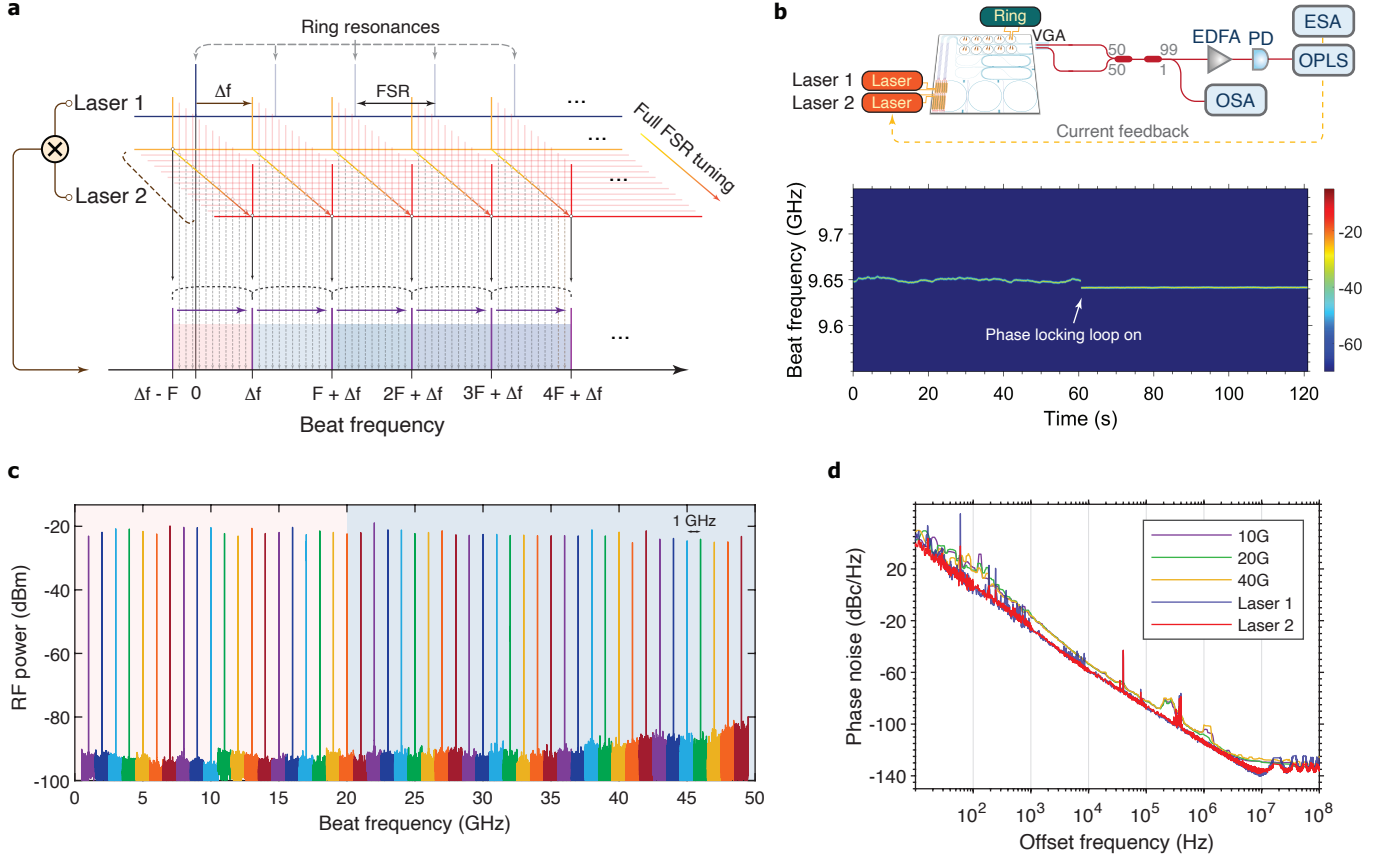 a
Ring resonances
Laser 1
Δf
FSR
...
...
Full FSR tuning
Laser 2
...
...
Δf - F
0
Δf
F + Δf
2F + Δf
3F + Δf
4F + Δf
Beat frequency
b
Ring
VGA
50
50
99
1
EDFA
PD
ESA
OPLS
OSA
Laser 1
Laser
Laser 2
Laser
Current feedback
Beat frequency (GHz)
9.7
9.65
9.6
Phase locking loop on
0
20
40
60
80
100
120
Time (s)
-20
-40
-60
c
RF power (dBm)
-20
-40
-60
-80
-100
1 GHz
0
5
10
15
20
25
30
35
40
45
50
Beat frequency (GHz)
d
Phase noise (dBc/Hz)
20
-20
-60
-100
-140
10G
20G
40G
Laser 1
Laser 2
10²
10³
10⁴
10⁵
10⁶
10⁷
10⁸
Offset frequency (Hz)